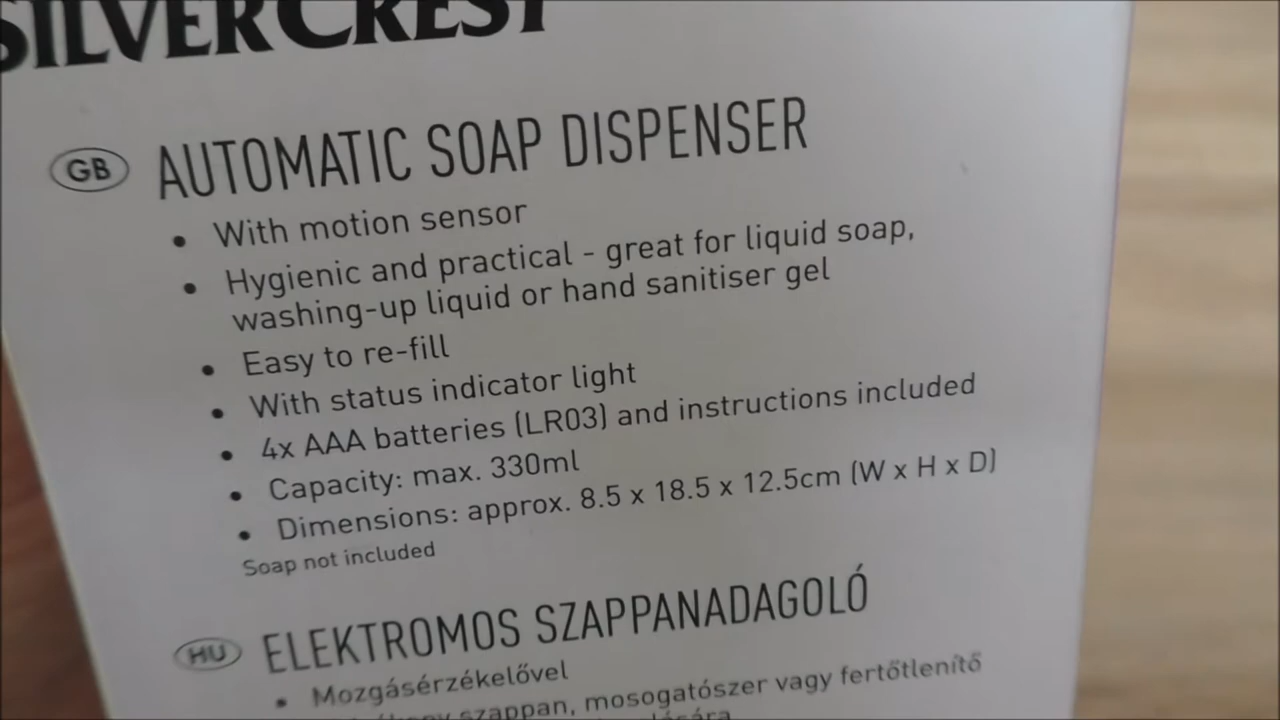 SILVERCREST
GB AUTOMATIC SOAP DISPENSER
• With motion sensor
• Hygienic and practical - great for liquid soap,
washing-up liquid or hand sanitiser gel
• Easy to re-fill
• With status indicator light
• 4x AAA batteries (LR03) and instructions included
• Capacity: max. 330ml
• Dimensions: approx. 8.5 x 18.5 x 12.5cm (W x H x D)
Soap not included
HU ELEKTROMOS SZAPPANADAGOLÓ
• Mozgásérzékelővel
szappan, mosogatószer vagy fertőtlenítő